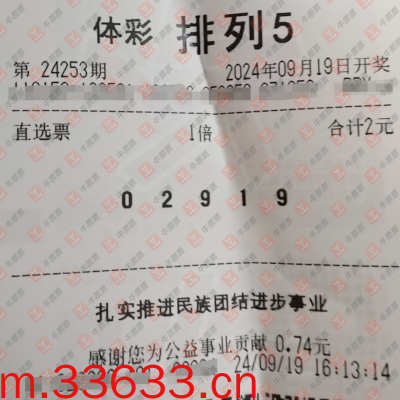 体彩 排列5
第 24253期 2024年09月19日开奖
直选票 1倍 合计2元
0 2 9 1 9
扎实推进民族团结进步事业
感谢您为公益事业贡献 0.74元
24/09/19 16:13:14
m.33633.cn